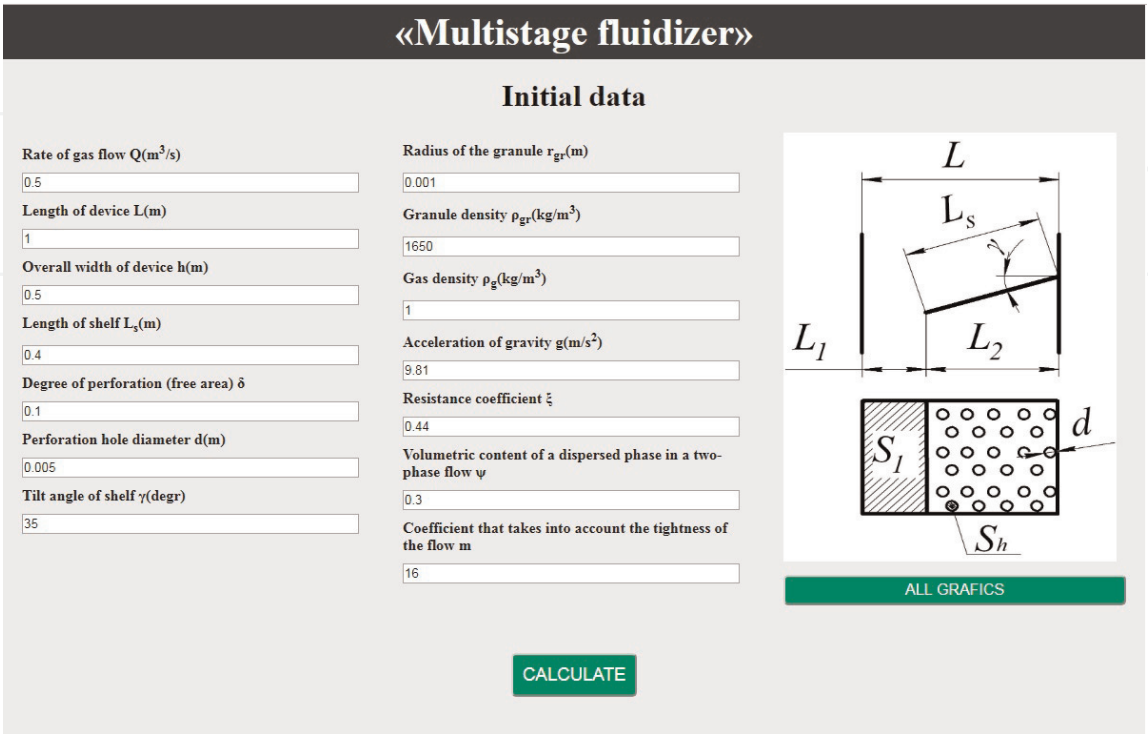 «Multistage fluidizer»
Initial data
Rate of gas flow Q(m³/s)
0.5
Length of device L(m)
1
Overall width of device h(m)
0.5
Length of shelf Lₛ(m)
0.4
Degree of perforation (free area) δ
0.1
Perforation hole diameter d(m)
0.005
Tilt angle of shelf γ(degr)
35
Radius of the granule r_gr(m)
0.001
Granule density ρ_gr(kg/m³)
1650
Gas density ρ_g(kg/m³)
1
Acceleration of gravity g(m/s²)
9.81
Resistance coefficient ξ
0.44
Volumetric content of a dispersed phase in a two-
phase flow ψ
0.3
Coefficient that takes into account the tightness of
the flow m
16
L
Lₛ
γ
L₁
L₂
S₁
d
Sₕ
ALL GRAFICS
CALCULATE